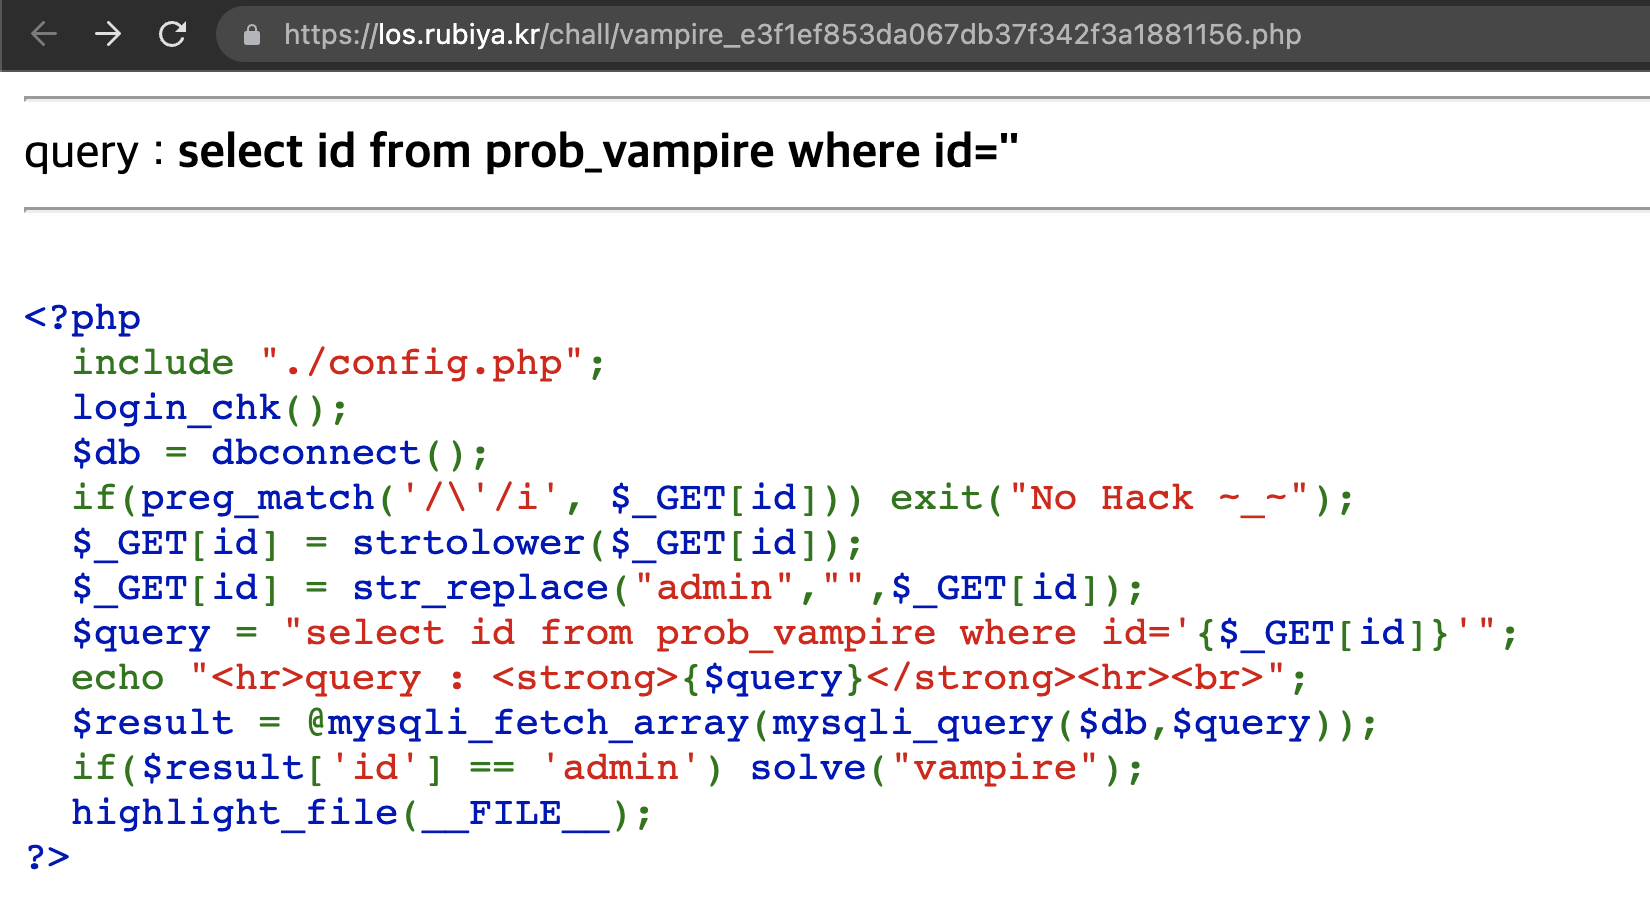 https://los.rubiya.kr/chall/vampire_e3f1ef853da067db37f342f3a1881156.php
query : select id from prob_vampire where id=''
<?php
  include "./config.php";
  login_chk();
  $db = dbconnect();
  if(preg_match('/\'/i', $_GET[id])) exit("No Hack ~_~");
  $_GET[id] = strtolower($_GET[id]);
  $_GET[id] = str_replace("admin","",$_GET[id]);
  $query = "select id from prob_vampire where id='{$_GET[id]}'";
  echo "<hr>query : <strong>{$query}</strong><hr><br>";
  $result = @mysqli_fetch_array(mysqli_query($db,$query));
  if($result['id'] == 'admin') solve("vampire");
  highlight_file(__FILE__);
?>